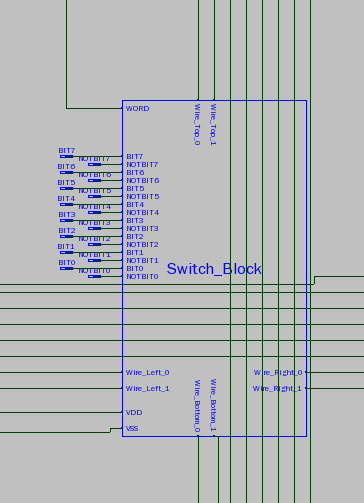 WORD
Wire_Top_0
Wire_Top_1
BIT7
NOTBIT7
BIT6
NOTBIT6
BIT5
NOTBIT5
BIT4
NOTBIT4
BIT3
NOTBIT3
BIT2
NOTBIT2
BIT1
NOTBIT1
BIT0
NOTBIT0
BIT7
NOTBIT7
BIT6
NOTBIT6
BIT5
NOTBIT5
BIT4
NOTBIT4
BIT3
NOTBIT3
BIT2
NOTBIT2
BIT1
NOTBIT1
BIT0
NOTBIT0
Switch_Block
Wire_Left_0
Wire_Right_0
Wire_Left_1
Wire_Right_1
Wire_Bottom_0
Wire_Bottom_1
VDD
VSS